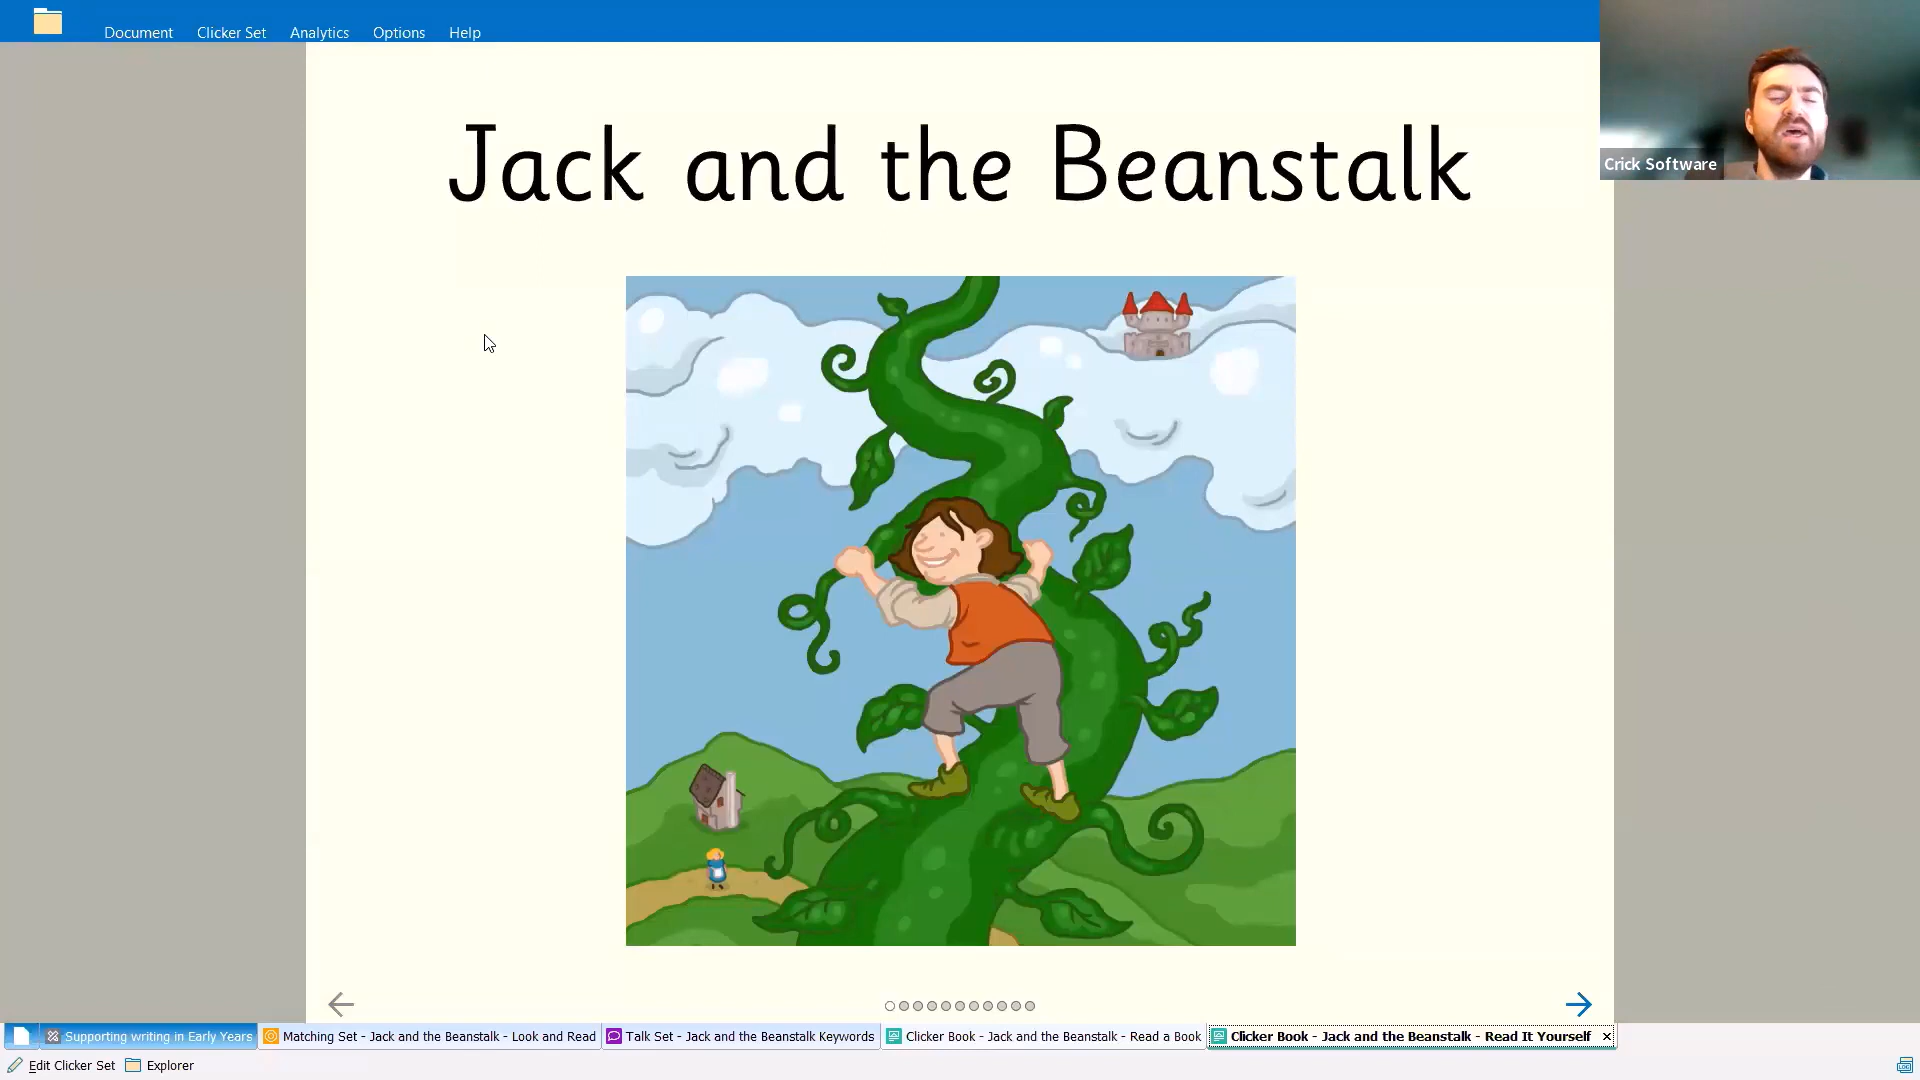 Document Clicker Set Analytics Options Help
Crick Software
Jack and the Beanstalk
Supporting writing in Early Years Matching Set - Jack and the Beanstalk - Look and Read Talk Set - Jack and the Beanstalk Keywords Clicker Book - Jack and the Beanstalk - Read a Book Clicker Book - Jack and the Beanstalk - Read It Yourself
Edit Clicker Set Explorer